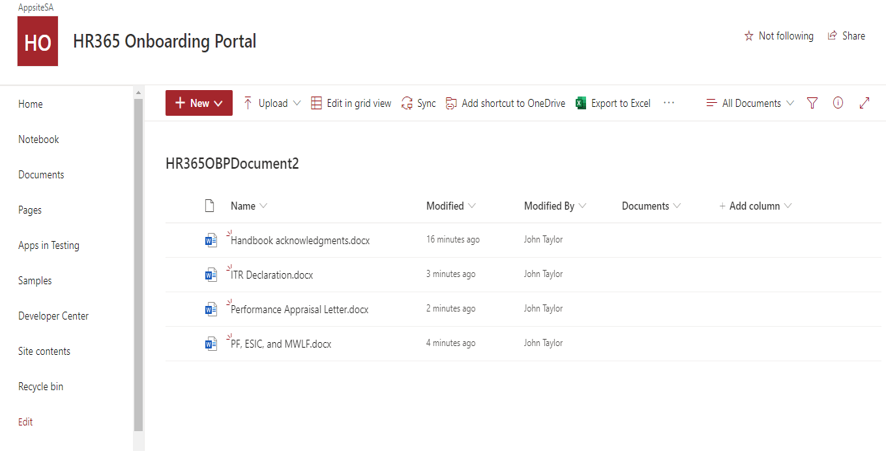 AppsiteSA
HO
HR365 Onboarding Portal
Not following
Share
Home
Notebook
Documents
Pages
Apps in Testing
Samples
Developer Center
Site contents
Recycle bin
Edit
+ New
Upload
Edit in grid view
Sync
Add shortcut to OneDrive
Export to Excel
...
All Documents
HR365OBPDocument2
Name Modified Modified By Documents + Add column
Handbook acknowledgments.docx 16 minutes ago John Taylor
ITR Declaration.docx 3 minutes ago John Taylor
Performance Appraisal Letter.docx 2 minutes ago John Taylor
PF, ESIC, and MWLF.docx 4 minutes ago John Taylor